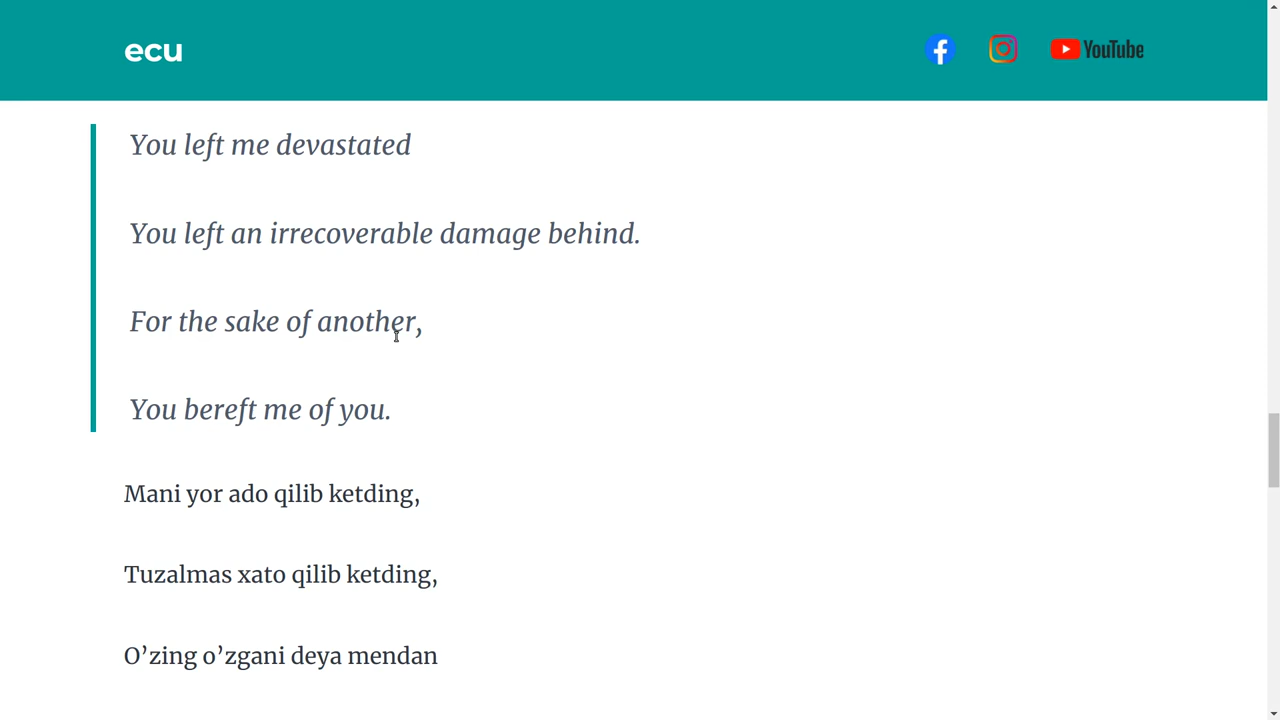 ecu
YouTube
You left me devastated
You left an irrecoverable damage behind.
For the sake of another,
You bereft me of you.
Mani yor ado qilib ketding,
Tuzalmas xato qilib ketding,
O’zing o’zgani deya mendan